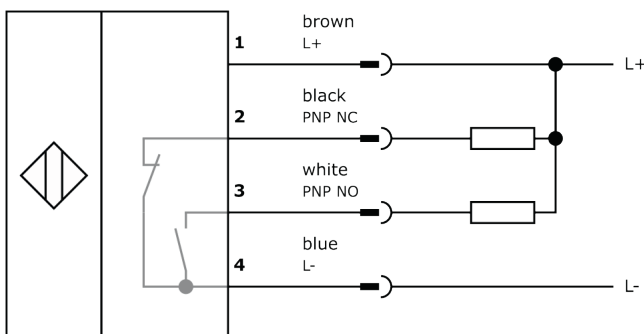 brown
1 L+ L+
black
2 PNP NC
white
3 PNP NO
blue
4 L- L-